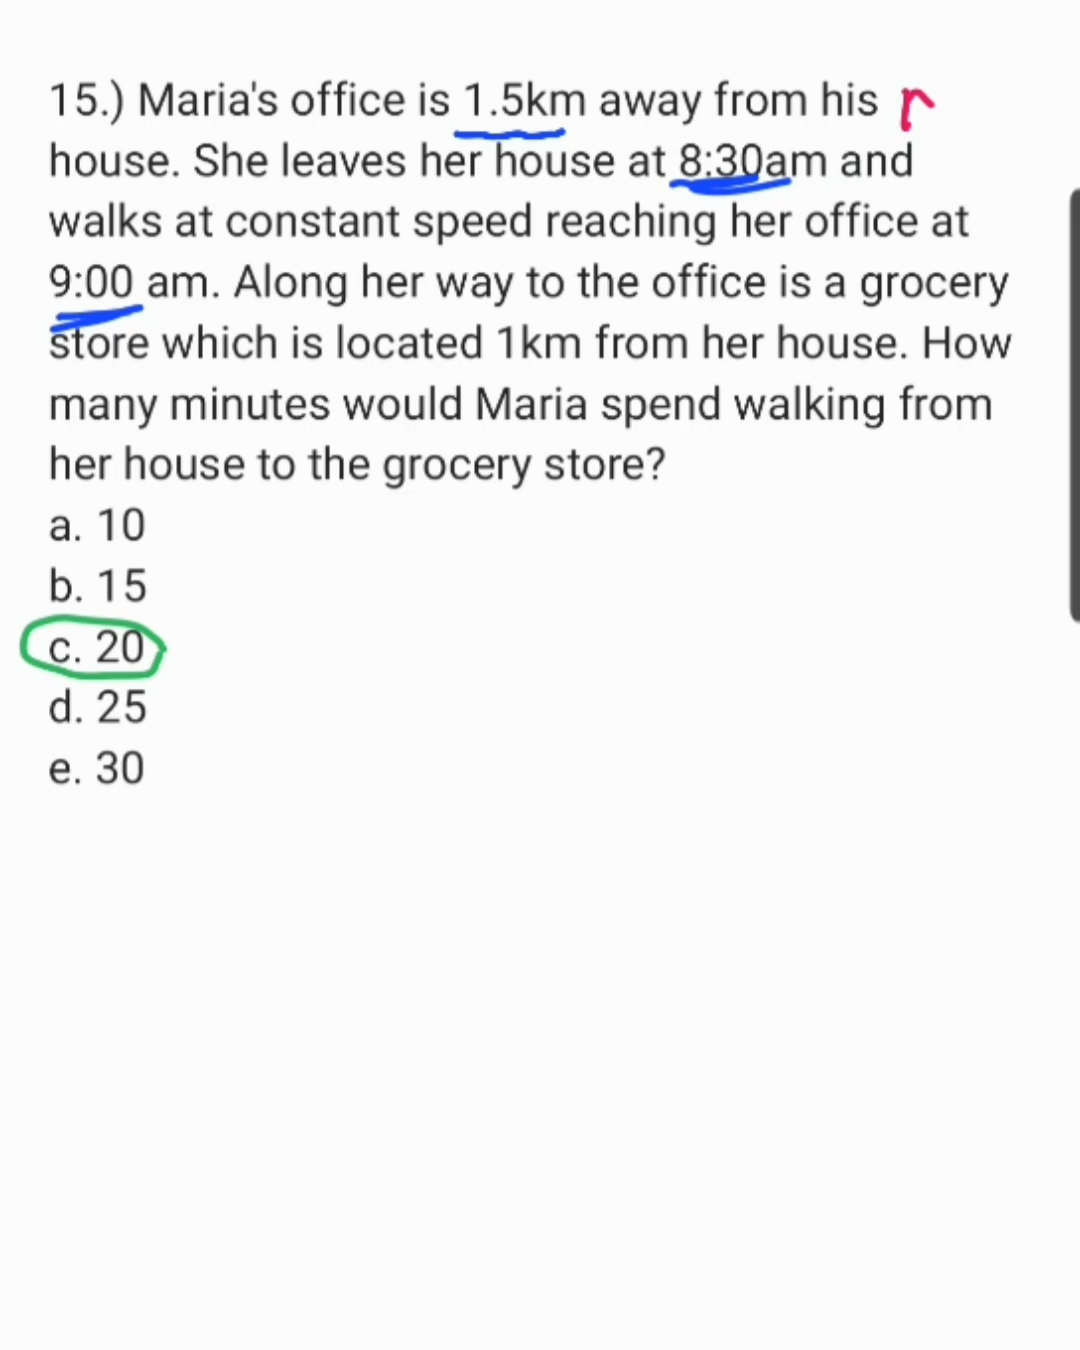 15.) Maria's office is 1.5km away from his r
house. She leaves her house at 8:30am and
walks at constant speed reaching her office at
9:00 am. Along her way to the office is a grocery
store which is located 1km from her house. How
many minutes would Maria spend walking from
her house to the grocery store?
a. 10
b. 15
c. 20
d. 25
e. 30